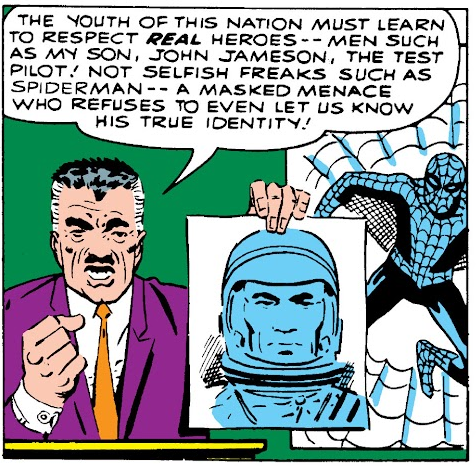 THE YOUTH OF THIS NATION MUST LEARN
TO RESPECT REAL HEROES-- MEN SUCH
AS MY SON, JOHN JAMESON, THE TEST
PILOT! NOT SELFISH FREAKS SUCH AS
SPIDERMAN-- A MASKED MENACE
WHO REFUSES TO EVEN LET US KNOW
HIS TRUE IDENTITY!